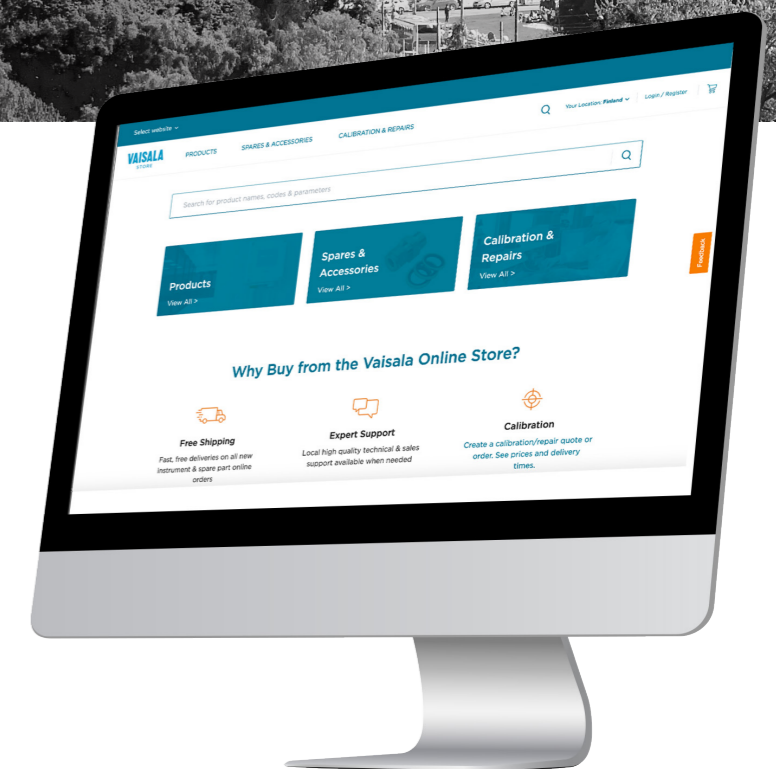 Select website
Your Location: Finland
Login / Register
VAISALA
STORE
PRODUCTS
SPARES & ACCESSORIES
CALIBRATION & REPAIRS
Search for product names, codes & parameters
Products
View All >
Spares &
Accessories
View All >
Calibration &
Repairs
View All >
Feedback
Why Buy from the Vaisala Online Store?
Free Shipping
Fast, free deliveries on all new
instrument & spare part online
orders
Expert Support
Local high quality technical & sales
support available when needed
Calibration
Create a calibration/repair quote or
order. See prices and delivery
times.